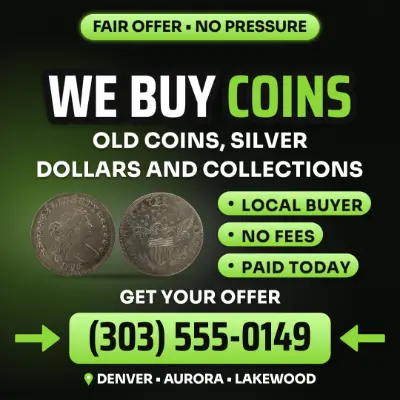 FAIR OFFER • NO PRESSURE
WE BUY COINS
OLD COINS, SILVER
DOLLARS AND COLLECTIONS
• LOCAL BUYER
• NO FEES
• PAID TODAY
GET YOUR OFFER
(303) 555-0149
DENVER • AURORA • LAKEWOOD